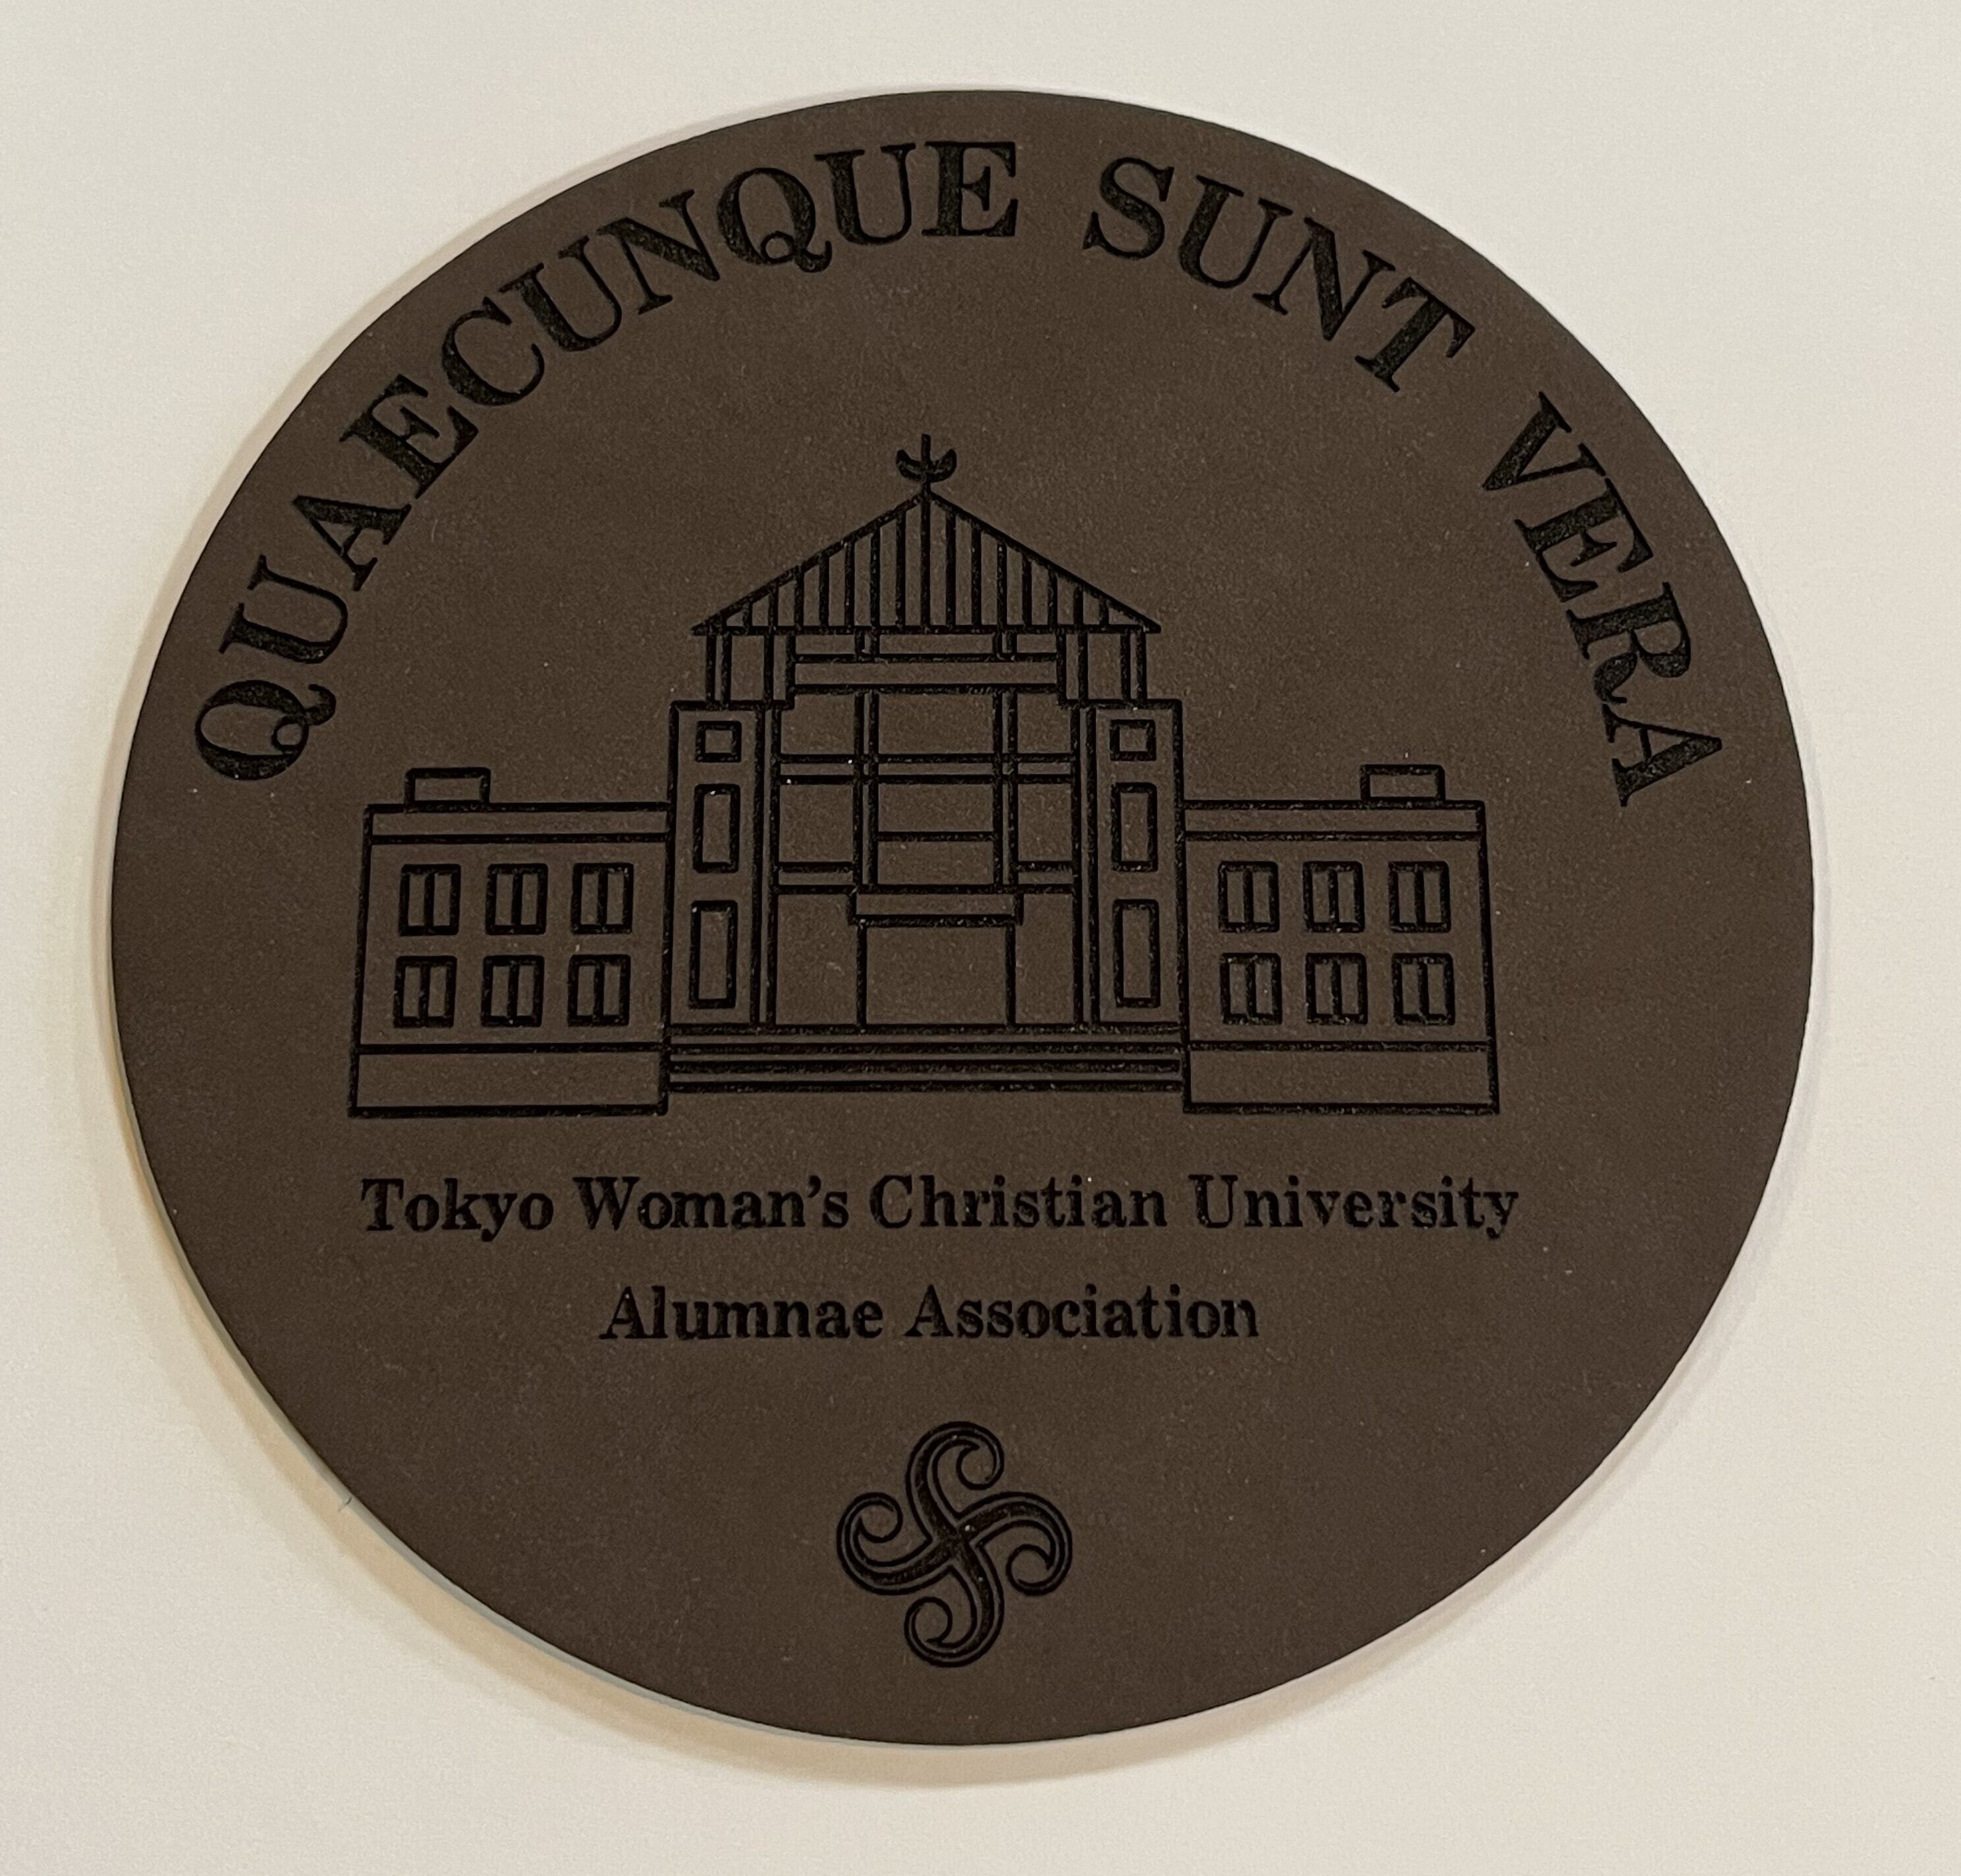 QUAECUNQUE SUNT VERA
Tokyo Woman's Christian University
Alumnae Association